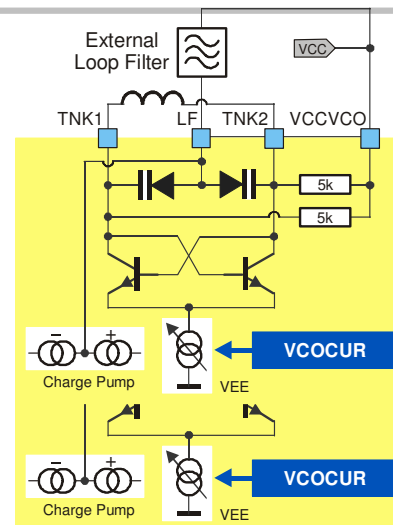 External
Loop Filter
VCC
TNK1 LF TNK2 VCCVCO
5k
5k
− +
Charge Pump
VEE
VCOCUR
− +
Charge Pump
VEE
VCOCUR